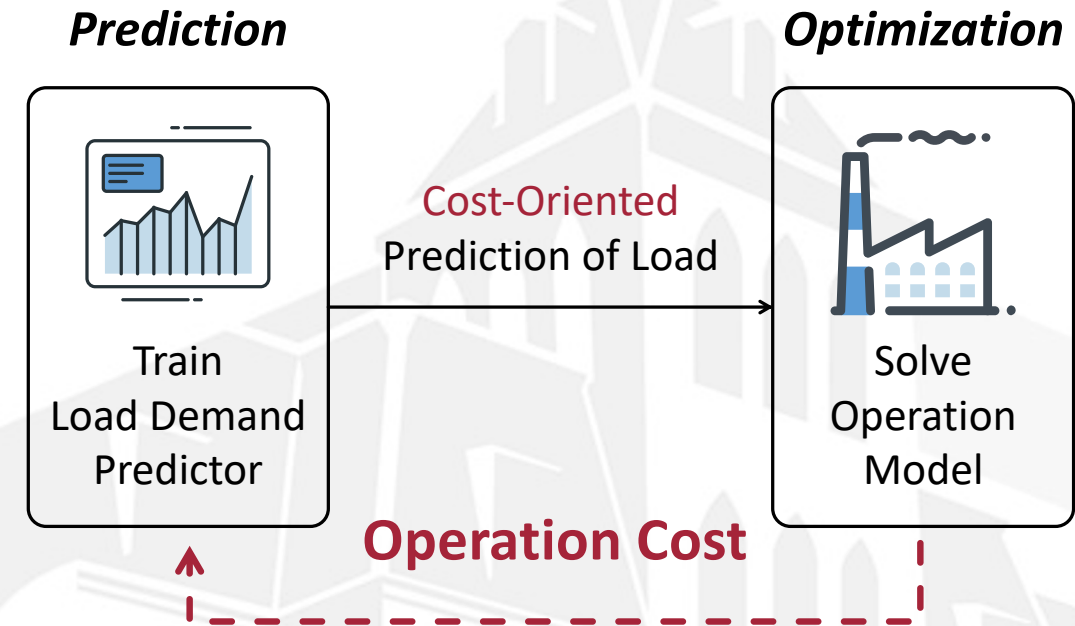 Prediction
Optimization
Cost-Oriented
Prediction of Load
Train
Load Demand
Predictor
Solve
Operation
Model
Operation Cost